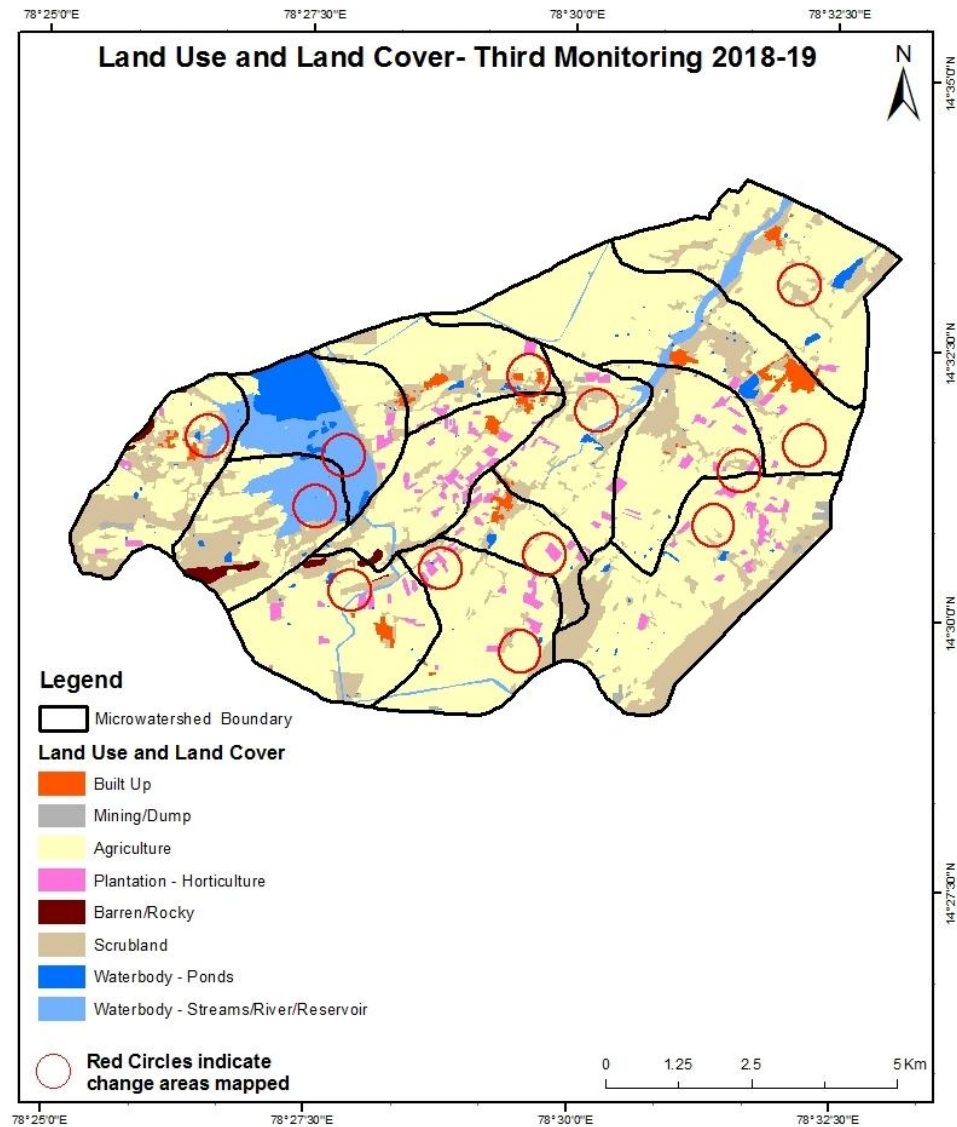 78°25'0"E 78°27'30"E 78°30'0"E 78°32'30"E
Land Use and Land Cover- Third Monitoring 2018-19
N
14°35'0"N
14°32'30"N
14°30'0"N
Legend
Microwatershed Boundary
Land Use and Land Cover
Built Up
Mining/Dump
Agriculture
Plantation - Horticulture
Barren/Rocky
Scrubland
Waterbody - Ponds
Waterbody - Streams/River/Reservoir
14°27'30"N
Red Circles indicate
change areas mapped
0 1.25 2.5 5 Km
78°25'0"E 78°27'30"E 78°30'0"E 78°32'30"E